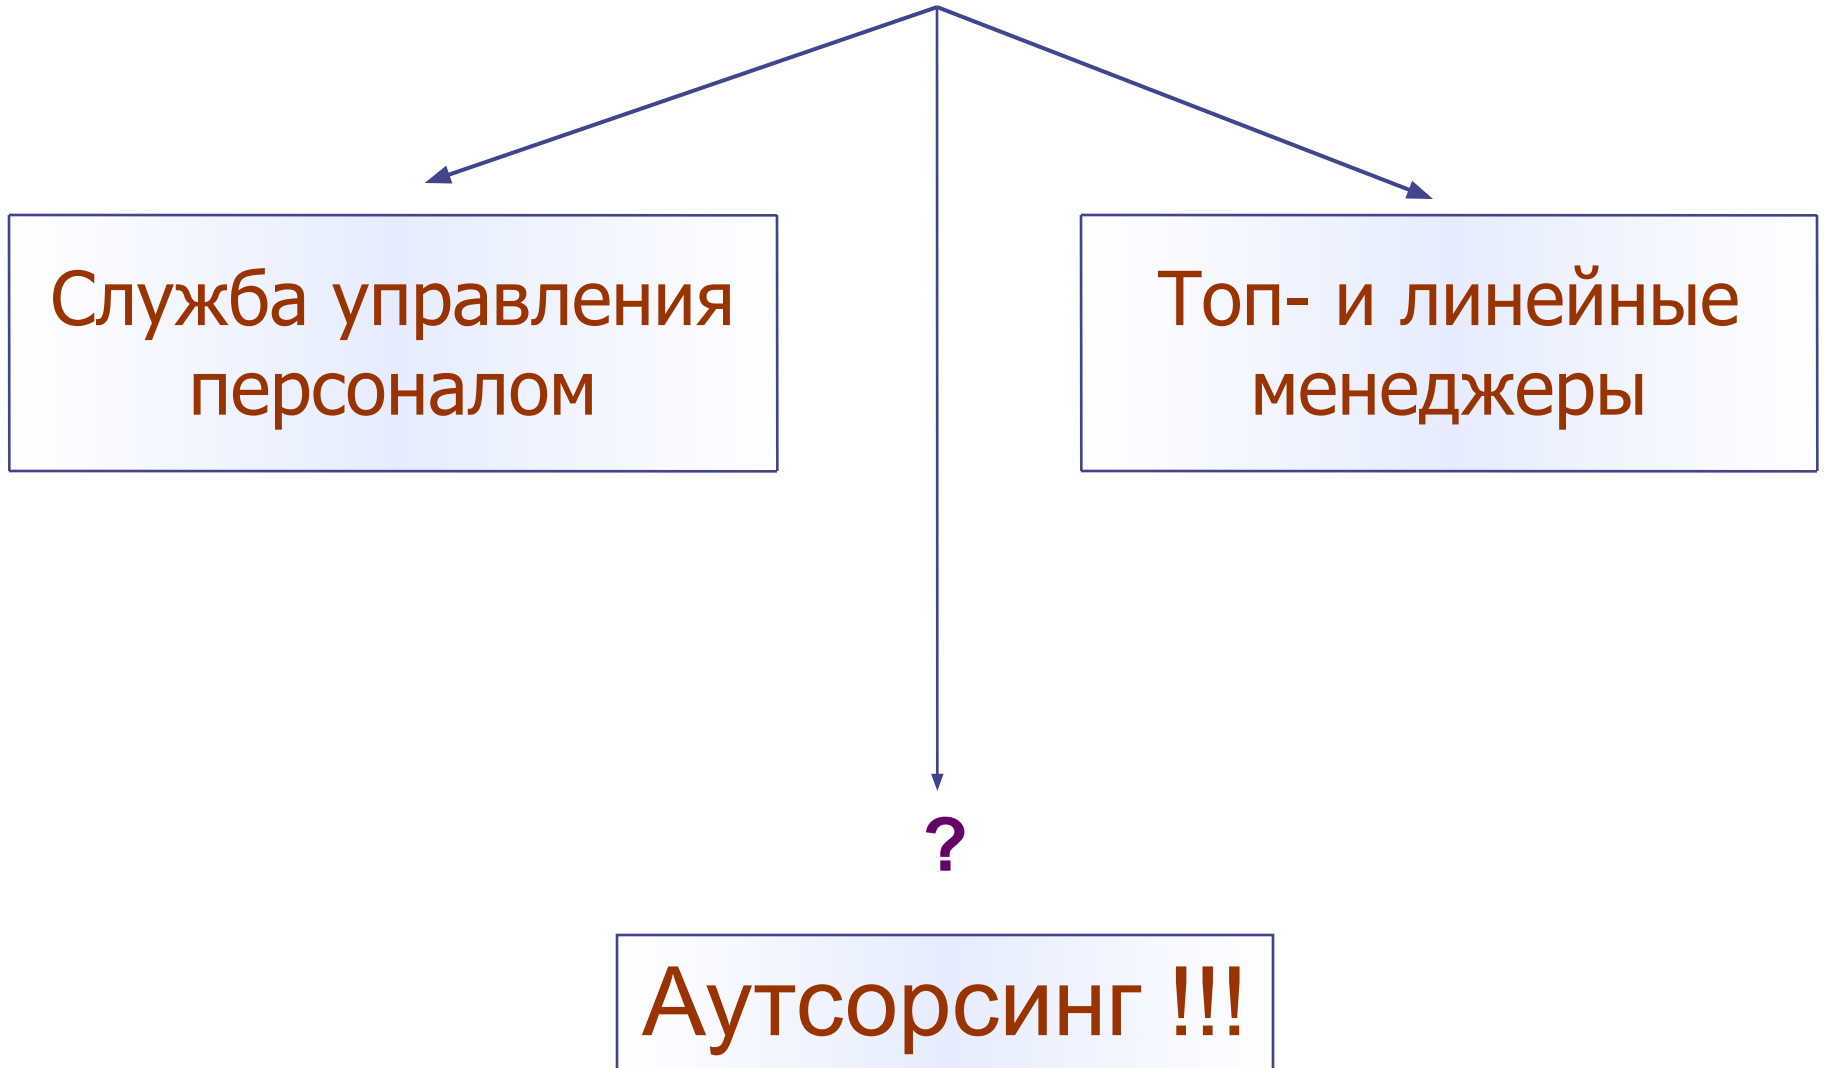 Служба управления
персоналом
Топ- и линейные
менеджеры
?
Аутсорсинг !!!